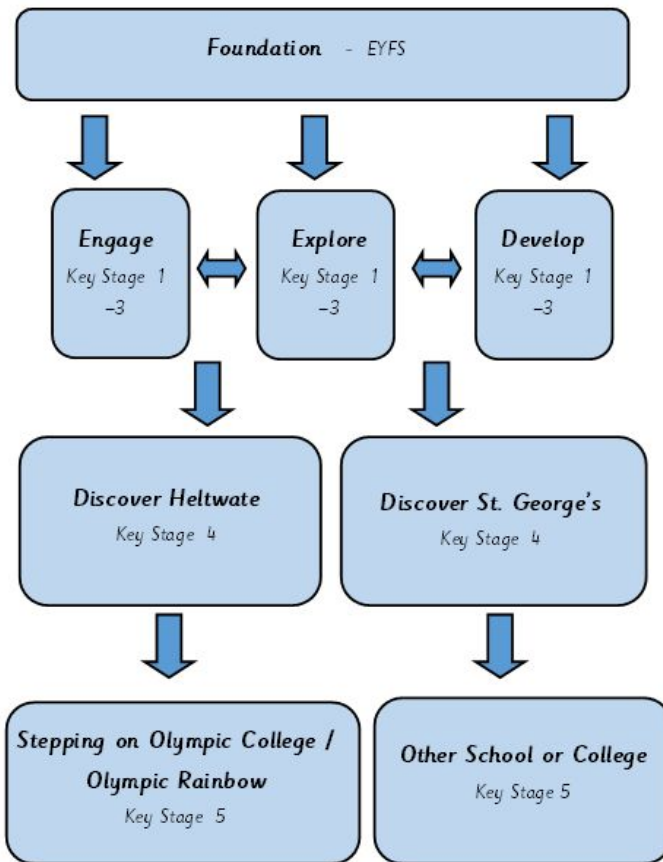 Foundation - EYFS
Engage
Key Stage 1
-3
Explore
Key Stage 1
-3
Develop
Key Stage 1
-3
Discover Heltwate
Key Stage 4
Discover St. George's
Key Stage 4
Stepping on Olympic College /
Olympic Rainbow
Key Stage 5
Other School or College
Key Stage 5